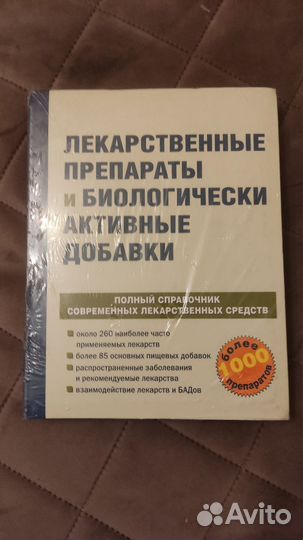 ЛЕКАРСТВЕННЫЕ
ПРЕПАРАТЫ
И БИОЛОГИЧЕСКИ
АКТИВНЫЕ
ДОБАВКИ
ПОЛНЫЙ СПРАВОЧНИК
СОВРЕМЕННЫХ ЛЕКАРСТВЕННЫХ СРЕДСТВ
около 260 наиболее часто
применяемых лекарств
более 85 основных пищевых добавок
распространенные заболевания
и рекомендуемые лекарства
взаимодействие лекарств и БАДов
более
1000
препаратов
Avito